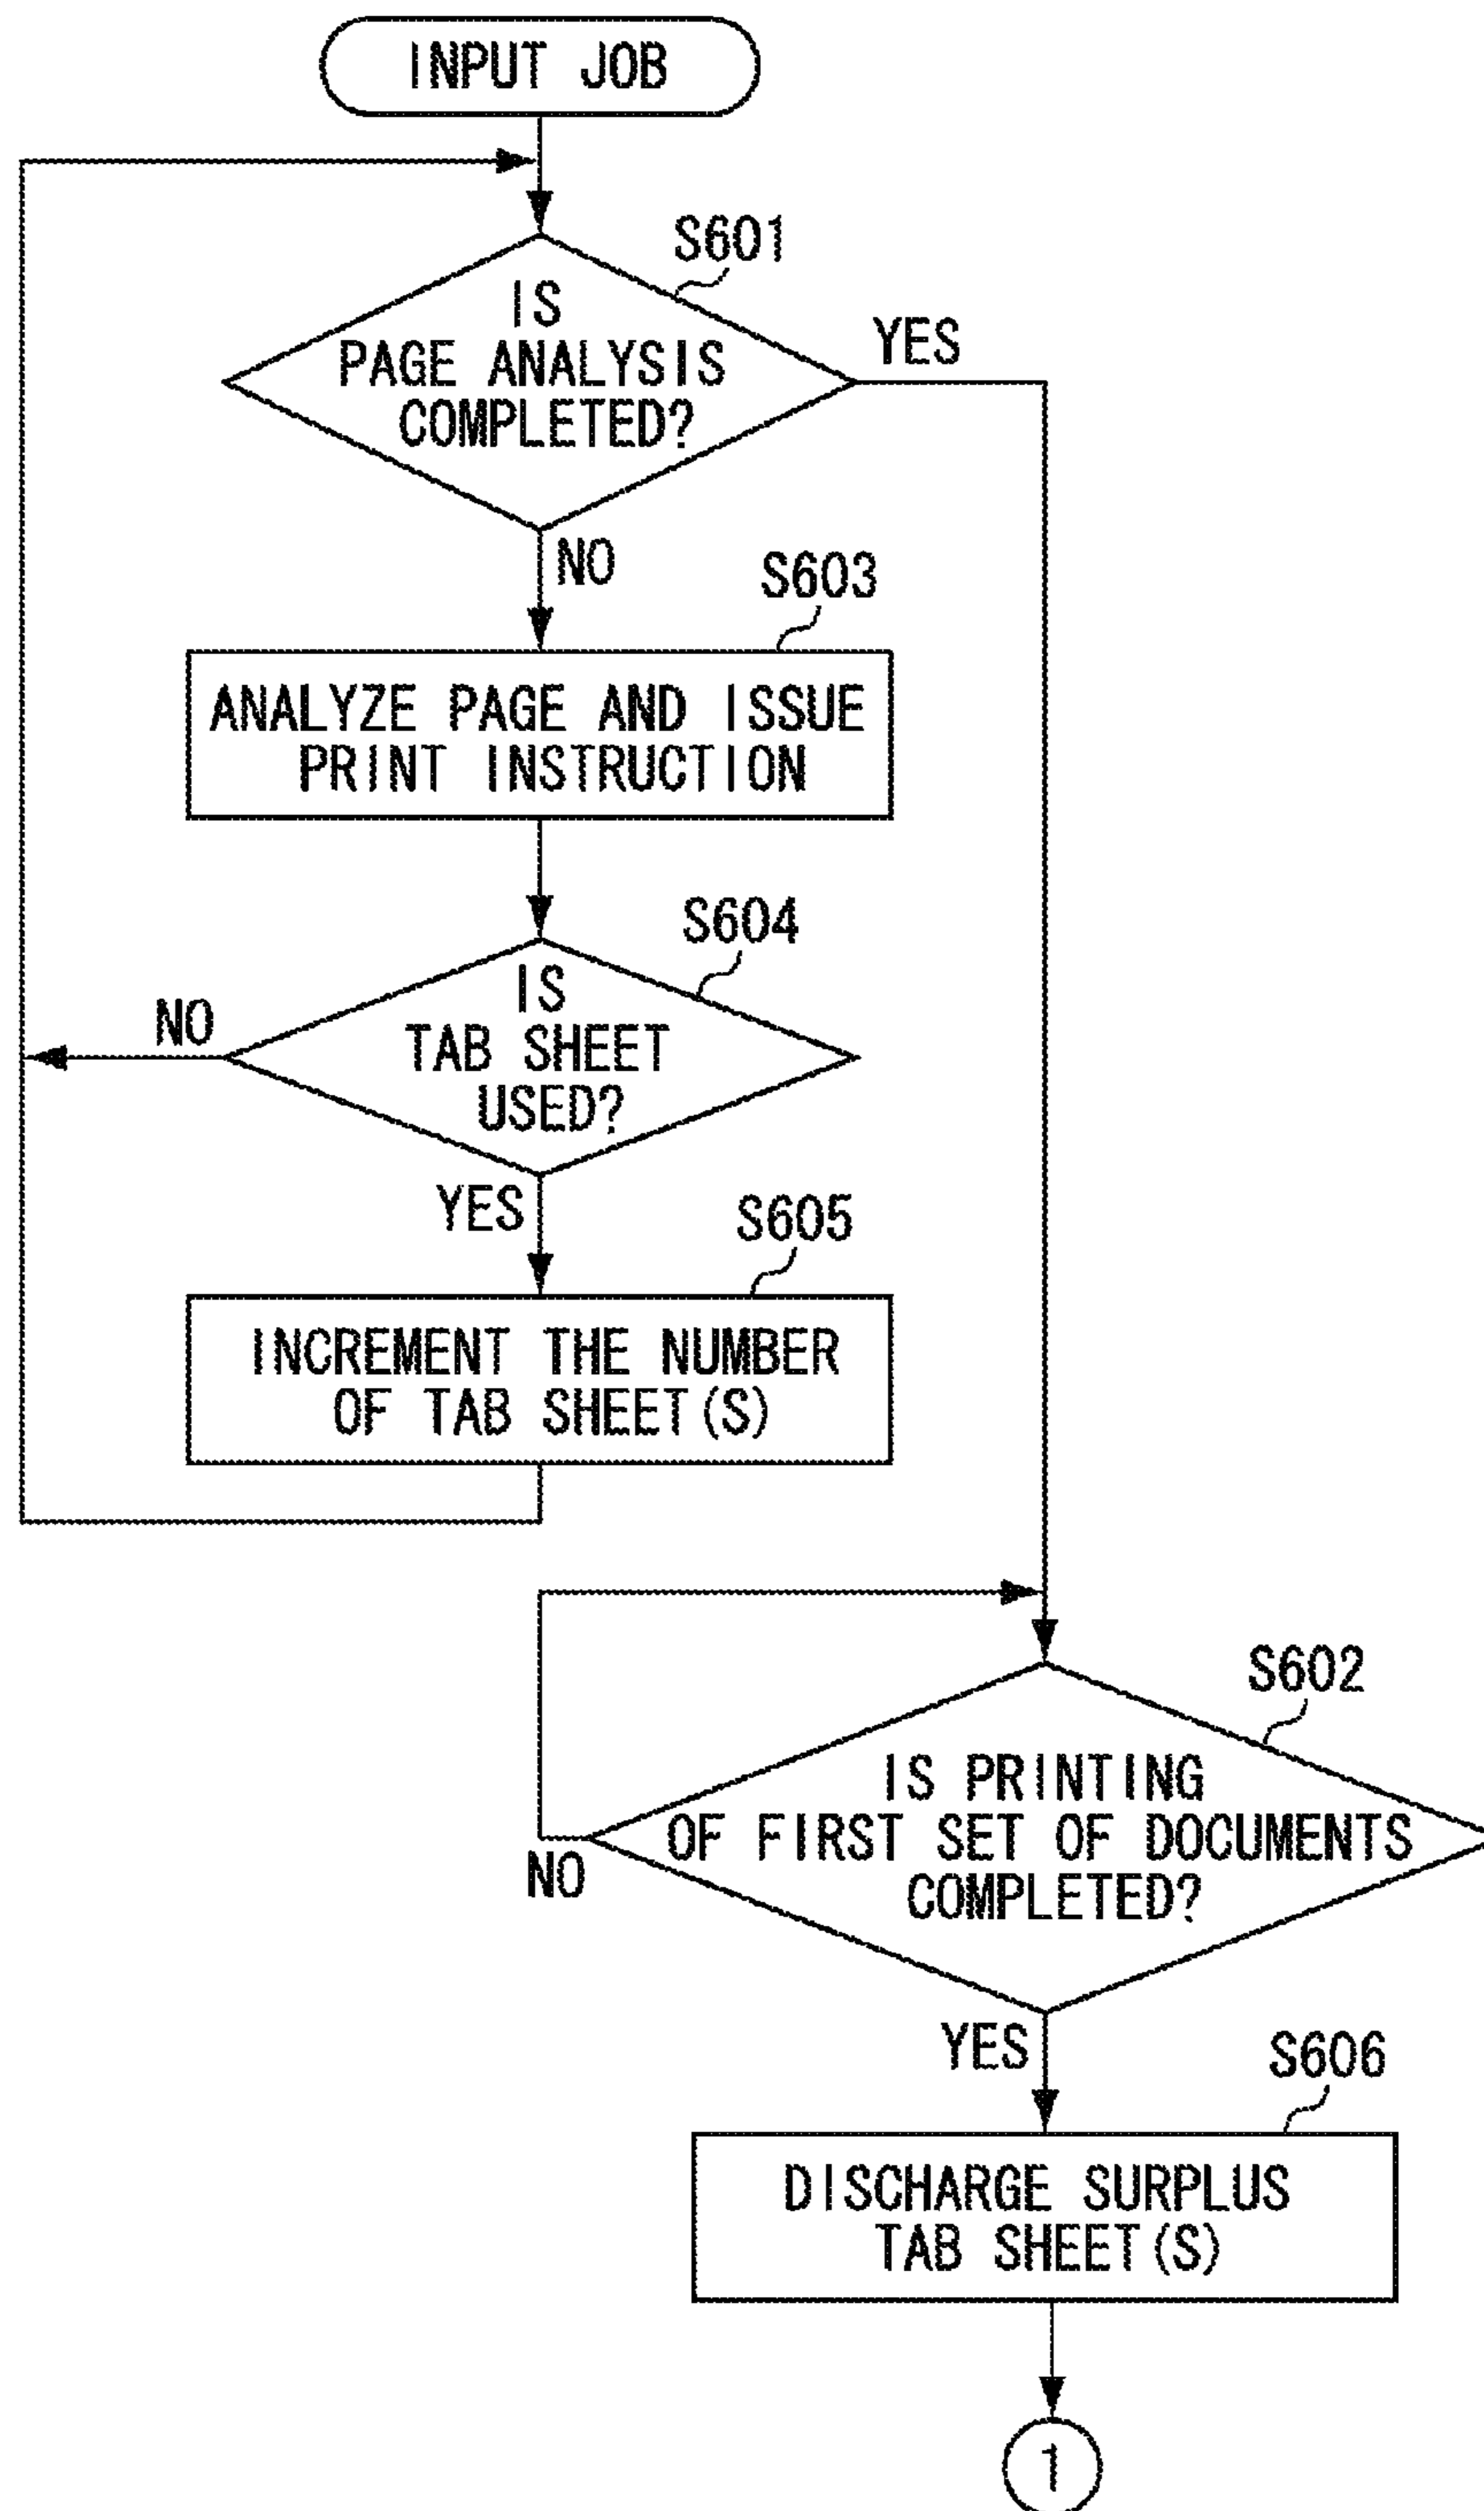 INPUT JOB
S601
IS
PAGE ANALYSIS
COMPLETED?
YES
NO
S603
ANALYZE PAGE AND ISSUE
PRINT INSTRUCTION
S604
IS
TAB SHEET
USED?
NO
YES
S605
INCREMENT THE NUMBER
OF TAB SHEET(S)
S602
IS PRINTING
OF FIRST SET OF DOCUMENTS
COMPLETED?
NO
YES
S606
DISCHARGE SURPLUS
TAB SHEET(S)
1